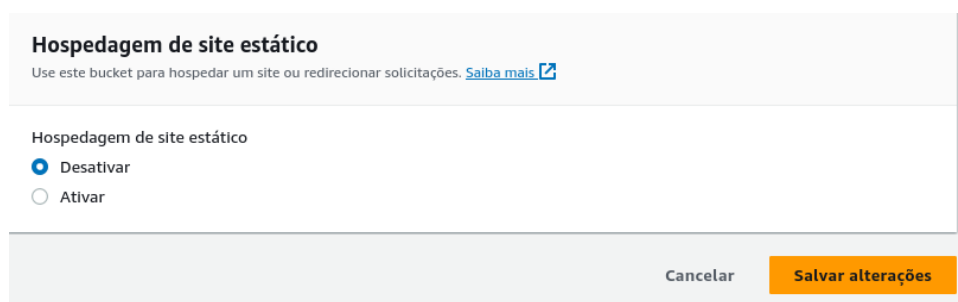 Hospedagem de site estático
Use este bucket para hospedar um site ou redirecionar solicitações. Saiba mais
Hospedagem de site estático
Desativar
Ativar
Cancelar
Salvar alterações